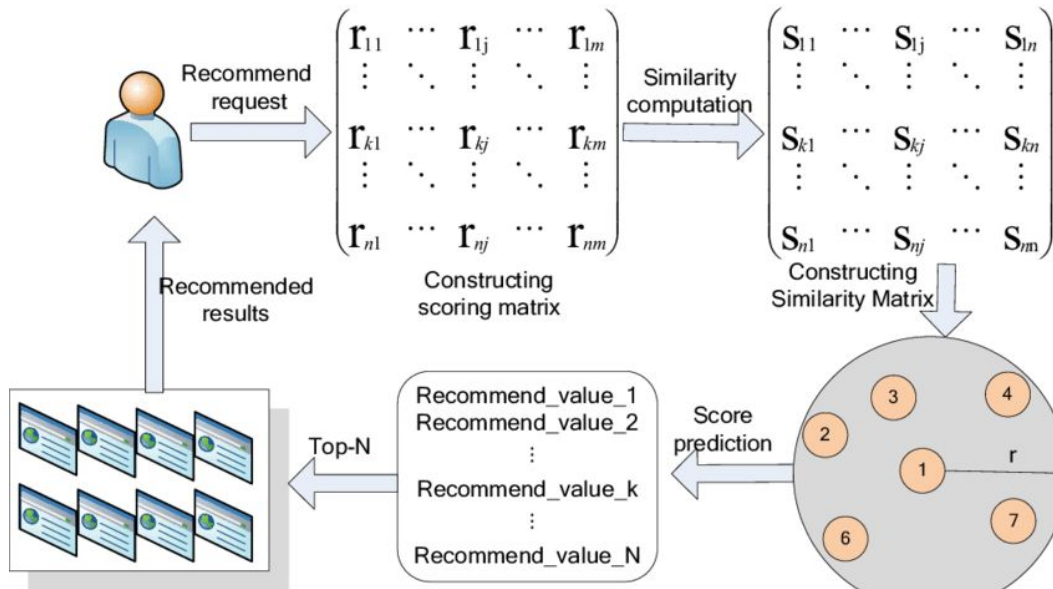 Recommend
request
r11 ⋯ r1j ⋯ r1m
⋮ ⋱ ⋮ ⋱ ⋮
rk1 ⋯ rkj ⋯ rkm
⋮ ⋱ ⋮ ⋱ ⋮
rn1 ⋯ rnj ⋯ rnm
Constructing
scoring matrix
Similarity
computation
s11 ⋯ s1j ⋯ s1n
⋮ ⋱ ⋮ ⋱ ⋮
sk1 ⋯ skj ⋯ skn
⋮ ⋱ ⋮ ⋱ ⋮
sn1 ⋯ snj ⋯ snn
Constructing
Similarity Matrix
3
4
2
1
r
7
6
Score
prediction
Recommend_value_1
Recommend_value_2
⋮
Recommend_value_k
⋮
Recommend_value_N
Top-N
Recommended
results